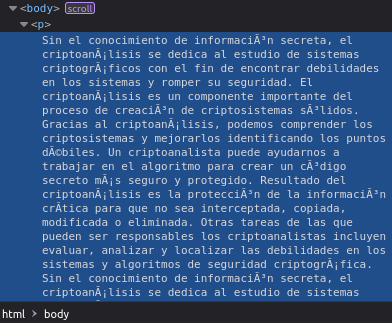 <body> scroll
<p>
Sin el conocimiento de informaciÃ³n secreta, el
criptoanÃ¡lisis se dedica al estudio de sistemas
criptogrÃ¡ficos con el fin de encontrar debilidades
en los sistemas y romper su seguridad. El
criptoanÃ¡lisis es un componente importante del
proceso de creaciÃ³n de criptosistemas sÃ³lidos.
Gracias al criptoanÃ¡lisis, podemos comprender los
criptosistemas y mejorarlos identificando los puntos
dÃ©biles. Un criptoanalista puede ayudarnos a
trabajar en el algoritmo para crear un cÃ³digo
secreto mÃ¡s seguro y protegido. Resultado del
criptoanÃ¡lisis es la protecciÃ³n de la informaciÃ³n
crÃ­tica para que no sea interceptada, copiada,
modificada o eliminada. Otras tareas de las que
pueden ser responsables los criptoanalistas incluyen
evaluar, analizar y localizar las debilidades en los
sistemas y algoritmos de seguridad criptogrÃ¡fica.
Sin el conocimiento de informaciÃ³n secreta, el
criptoanÃ¡lisis se dedica al estudio de sistemas
html > body